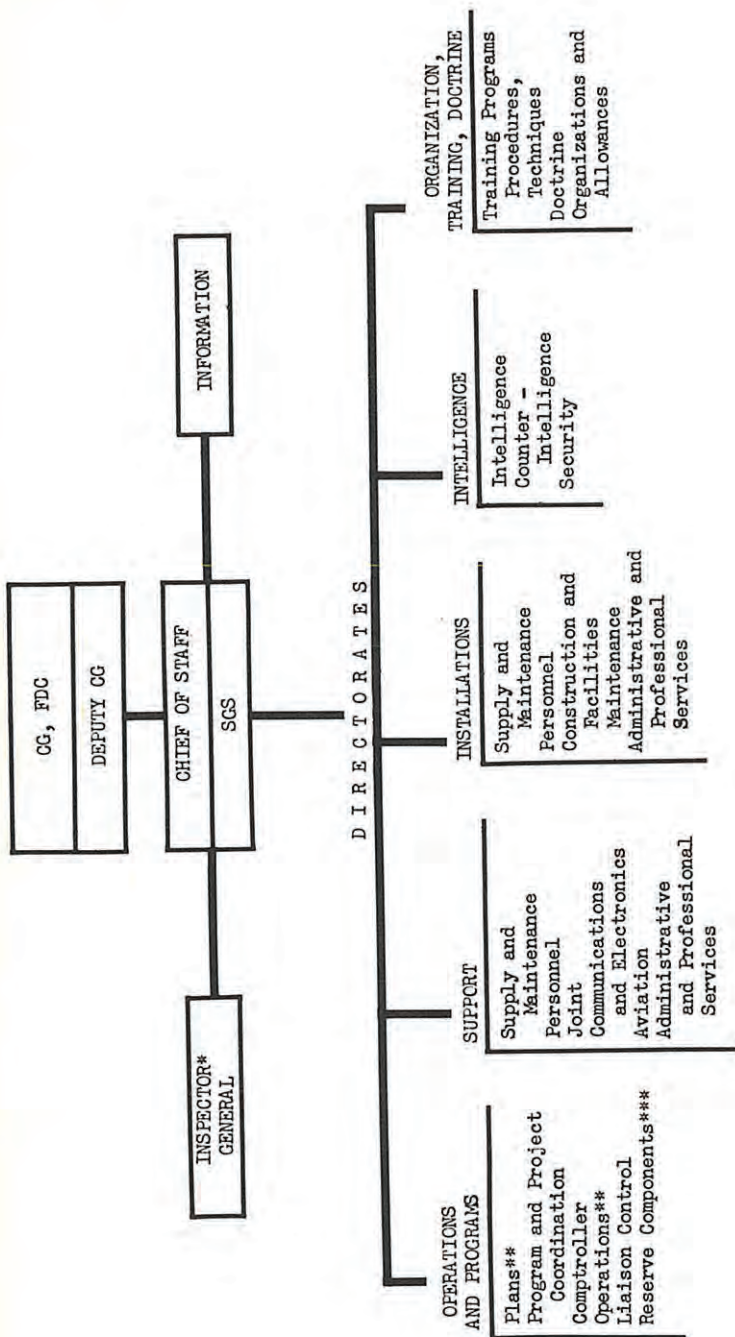 CG, FDC
DEPUTY CG
CHIEF OF STAFF
SGS
INSPECTOR*
GENERAL
INFORMATION
DIRECTORATES
OPERATIONS
AND PROGRAMS
Plans**
Program and Project
Coordination
Comptroller
Operations**
Liaison Control
Reserve Components***
SUPPORT
Supply and
Maintenance
Personnel
Joint
Communications
and Electronics
Aviation
Administrative
and Professional
Services
INSTALLATIONS
Supply and
Maintenance
Personnel
Construction and
Facilities
Maintenance
Administrative and
Professional
Services
INTELLIGENCE
Intelligence
Counter -
Intelligence
Security
ORGANIZATION,
TRAINING, DOCTRINE
Training Programs
Procedures,
Techniques
Doctrine
Organizations and
Allowances